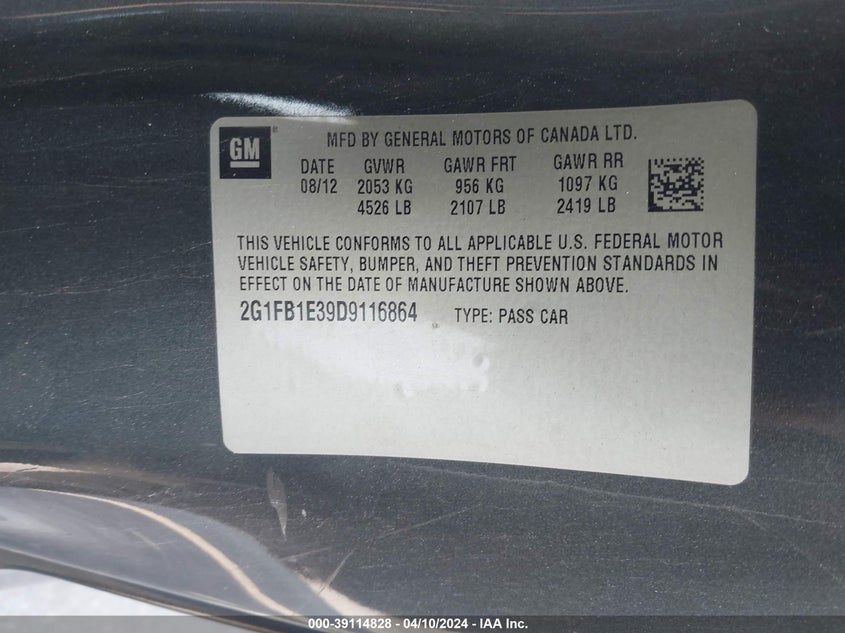 GM
MFD BY GENERAL MOTORS OF CANADA LTD.
DATE GVWR GAWR FRT GAWR RR
08/12 2053 KG 956 KG 1097 KG
4526 LB 2107 LB 2419 LB
THIS VEHICLE CONFORMS TO ALL APPLICABLE U.S. FEDERAL MOTOR
VEHICLE SAFETY, BUMPER, AND THEFT PREVENTION STANDARDS IN
EFFECT ON THE DATE OF MANUFACTURE SHOWN ABOVE.
2G1FB1E39D9116864 TYPE: PASS CAR
000-39114828 - 04/10/2024 - IAA, Inc.